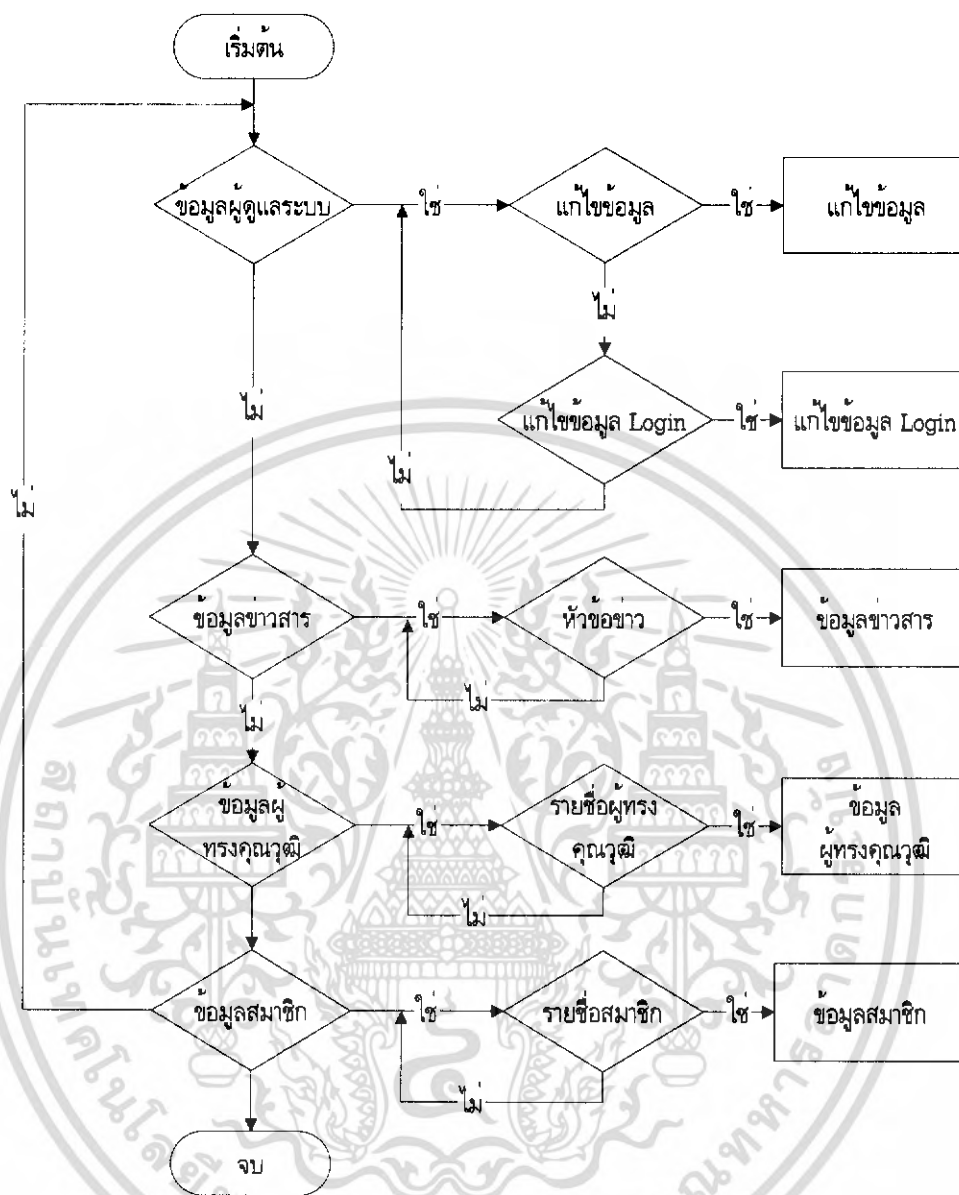 เริ่มต้น
ข้อมูลผู้ดูแลระบบ
ใช่
แก้ไขข้อมูล
ใช่
แก้ไขข้อมูล
ไม่
ไม่
แก้ไขข้อมูล Login
ใช่
แก้ไขข้อมูล Login
ไม่
ไม่
ข้อมูลข่าวสาร
ใช่
หัวข้อข่าว
ใช่
ข้อมูลข่าวสาร
ไม่
ไม่
ข้อมูลผู้
ทรงคุณวุฒิ
ใช่
รายชื่อผู้ทรง
คุณวุฒิ
ใช่
ข้อมูล
ผู้ทรงคุณวุฒิ
ไม่
ข้อมูลสมาชิก
ใช่
รายชื่อสมาชิก
ใช่
ข้อมูลสมาชิก
ไม่
จบ